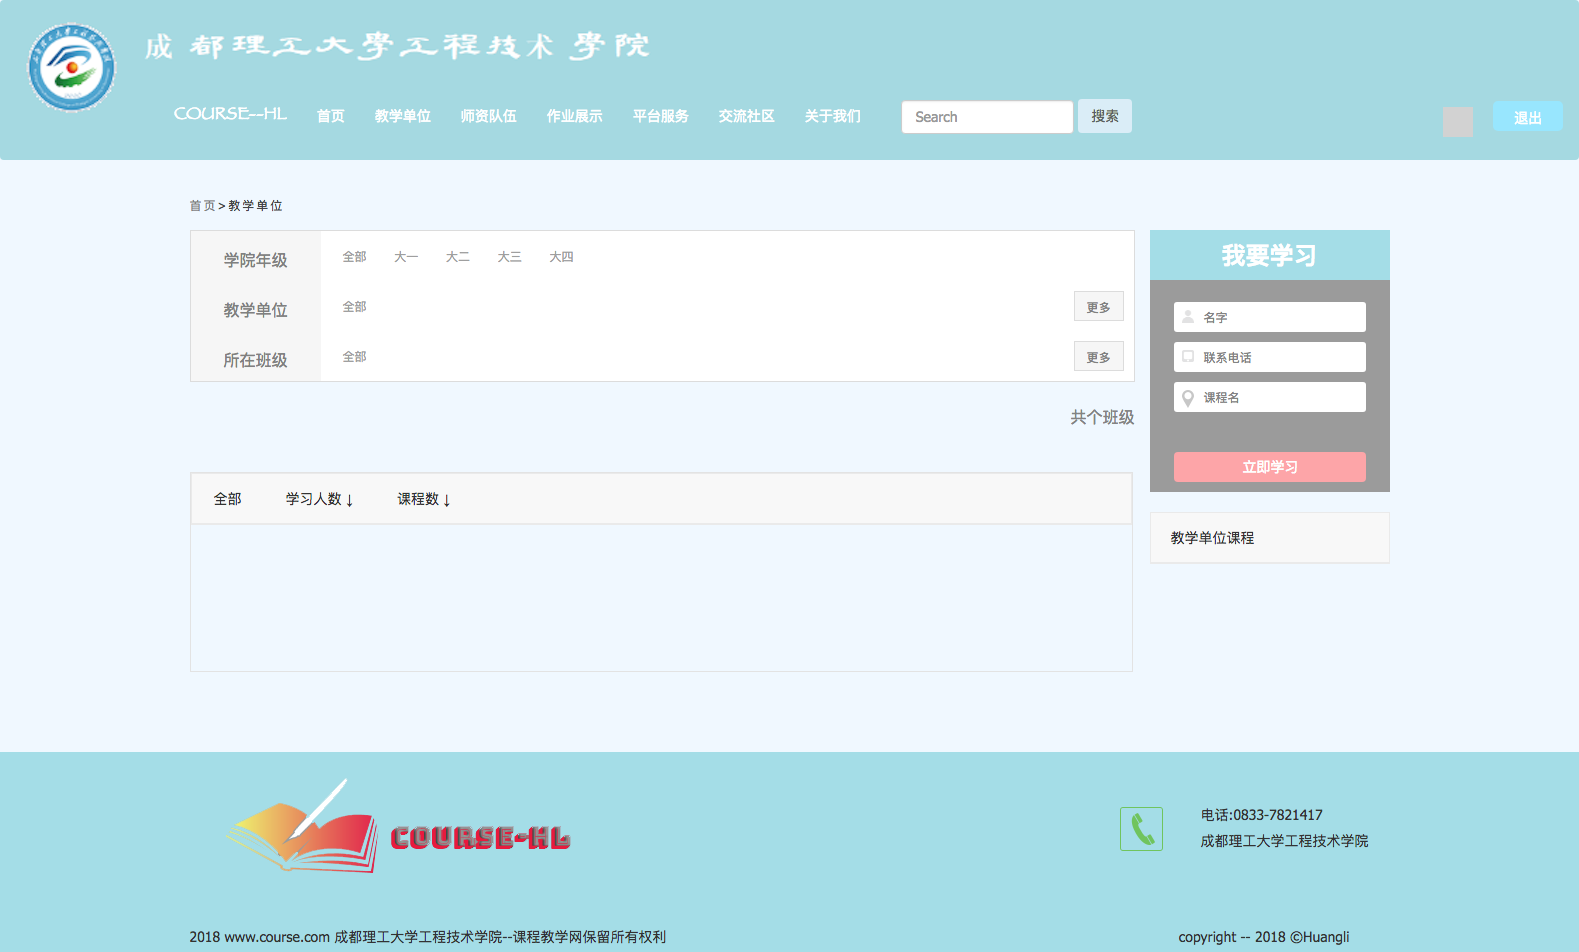 成都理工大學工程技术學院
COURSE--HL 首页 教学单位 师资队伍 作业展示 平台服务 交流社区 关于我们 Search 搜索 退出
首页>教学单位
学院年级 全部 大一 大二 大三 大四
教学单位 全部 更多
所在班级 全部 更多
共个班级
全部 学习人数↓ 课程数↓
我要学习
名字
联系电话
课程名
立即学习
教学单位课程
COURSE-HL
电话:0833-7821417
成都理工大学工程技术学院
2018 www.course.com 成都理工大学工程技术学院--课程教学网保留所有权利
copyright -- 2018 ©Huangli